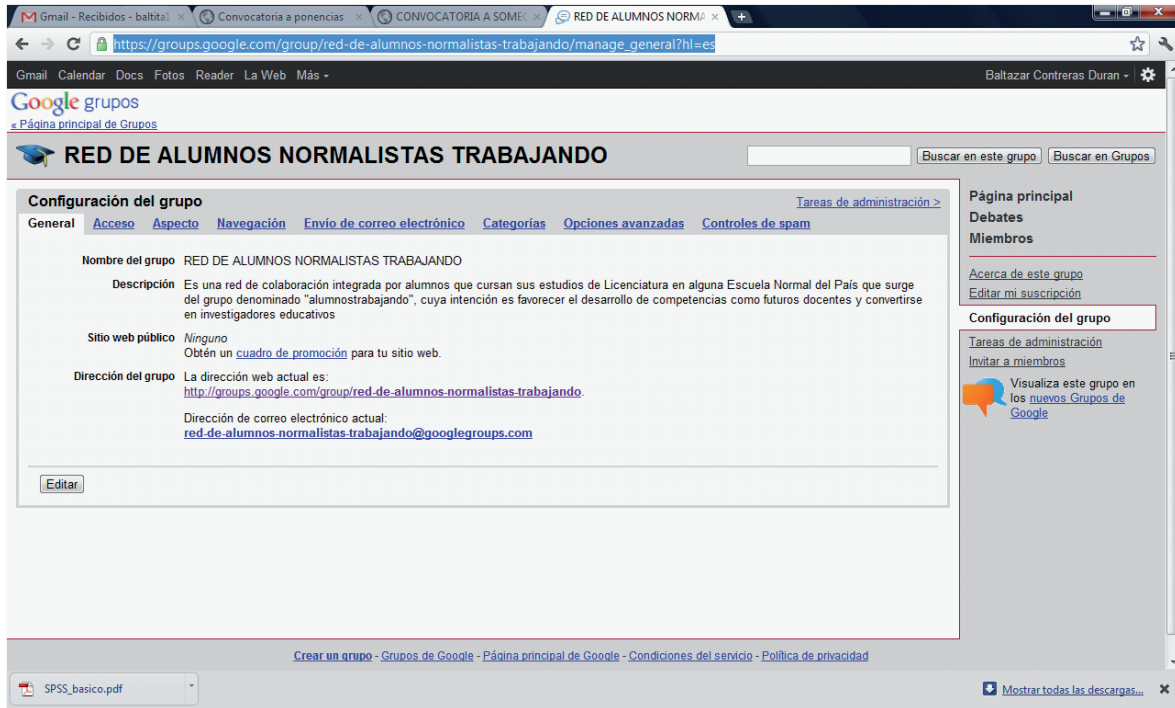 Gmail - Recibidos - baltita1
Convocatoria a ponencias
CONVOCATORIA A SOMEC
RED DE ALUMNOS NORMA
https://groups.google.com/group/red-de-alumnos-normalistas-trabajando/manage_general?hl=es
Gmail Calendar Docs Fotos Reader La Web Más
Baltazar Contreras Duran
Google grupos
« Página principal de Grupos
RED DE ALUMNOS NORMALISTAS TRABAJANDO
Buscar en este grupo
Buscar en Grupos
Configuración del grupo
Tareas de administración >
General Acceso Aspecto Navegación Envío de correo electrónico Categorías Opciones avanzadas Controles de spam
Nombre del grupo RED DE ALUMNOS NORMALISTAS TRABAJANDO
Descripción Es una red de colaboración integrada por alumnos que cursan sus estudios de Licenciatura en alguna Escuela Normal del País que surge
del grupo denominado "alumnostrabajando", cuya intención es favorecer el desarrollo de competencias como futuros docentes y convertirse
en investigadores educativos
Sitio web público Ninguno
Obtén un cuadro de promoción para tu sitio web.
Dirección del grupo La dirección web actual es:
http://groups.google.com/group/red-de-alumnos-normalistas-trabajando.
Dirección de correo electrónico actual:
red-de-alumnos-normalistas-trabajando@googlegroups.com
Editar
Página principal
Debates
Miembros
Acerca de este grupo
Editar mi suscripción
Configuración del grupo
Tareas de administración
Invitar a miembros
Visualiza este grupo en
los nuevos Grupos de
Google
Crear un grupo - Grupos de Google - Página principal de Google - Condiciones del servicio - Política de privacidad
SPSS_basico.pdf
Mostrar todas las descargas...